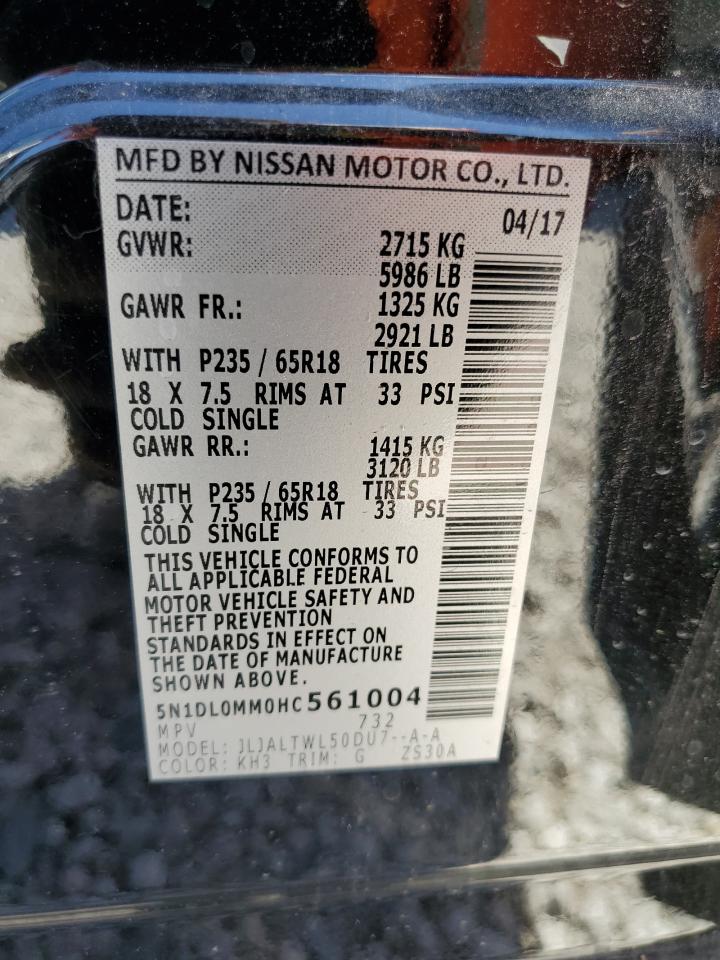 MFD BY NISSAN MOTOR CO., LTD.
DATE: 04/17
GVWR: 2715 KG
5986 LB
GAWR FR.: 1325 KG
2921 LB
WITH P235 / 65R18 TIRES
18 X 7.5 RIMS AT 33 PSI
COLD SINGLE
GAWR RR.: 1415 KG
3120 LB
WITH P235 / 65R18 TIRES
18 X 7.5 RIMS AT 33 PSI
COLD SINGLE
THIS VEHICLE CONFORMS TO
ALL APPLICABLE FEDERAL
MOTOR VEHICLE SAFETY AND
THEFT PREVENTION
STANDARDS IN EFFECT ON
THE DATE OF MANUFACTURE
SHOWN ABOVE.
5N1DL0MM0HC561004
MPV 732
MODEL: JLJALTWL50DU7--A-A
COLOR: KH3 TRIM: G ZS30A